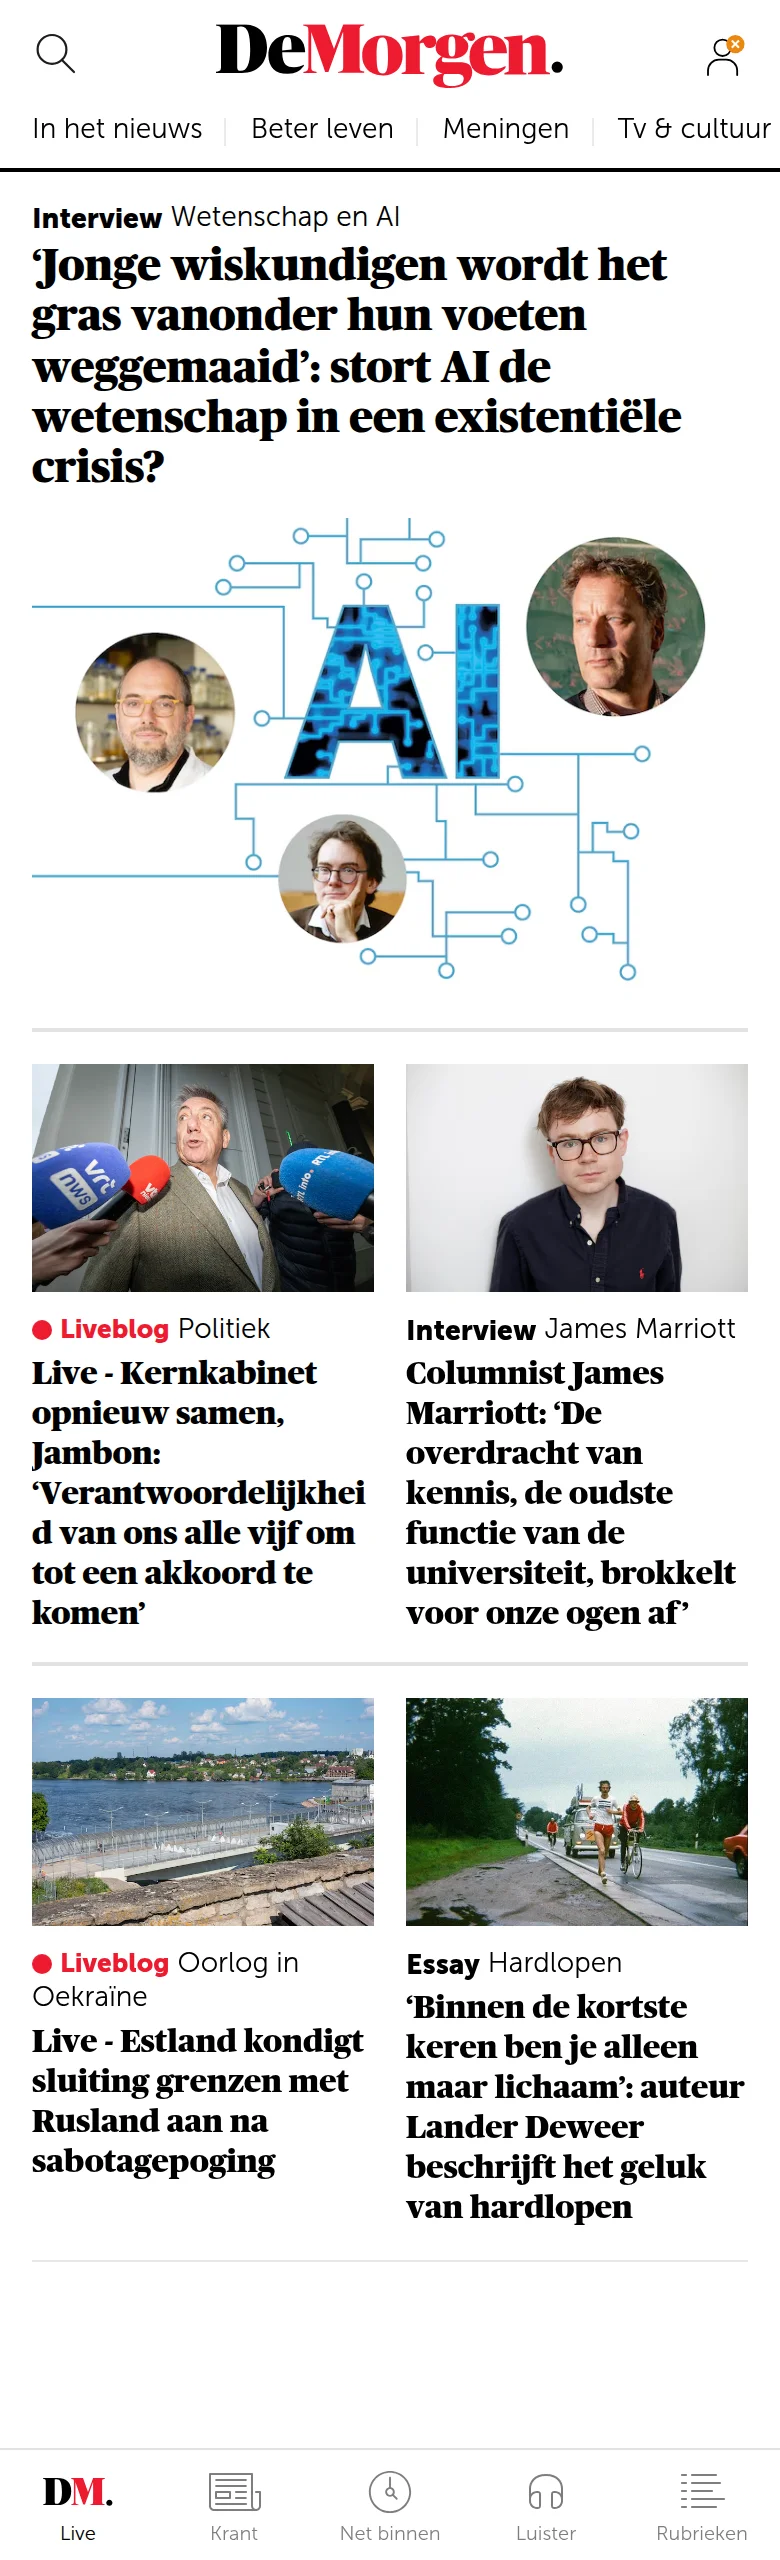 DeMorgen.
In het nieuws
Beter leven
Meningen
Tv & cultuur
Interview Wetenschap en AI
‘Jonge wiskundigen wordt het
gras vanonder hun voeten
weggemaaid’: stort AI de
wetenschap in een existentiële
crisis?
AI
vrt
nws
vrt
RTL info.
RTL
Liveblog Politiek
Live - Kernkabinet
opnieuw samen,
Jambon:
‘Verantwoordelijkhei
d van ons alle vijf om
tot een akkoord te
komen’
Interview James Marriott
Columnist James
Marriott: ‘De
overdracht van
kennis, de oudste
functie van de
universiteit, brokkelt
voor onze ogen af’
Liveblog Oorlog in
Oekraïne
Live - Estland kondigt
sluiting grenzen met
Rusland aan na
sabotagepoging
Essay Hardlopen
‘Binnen de kortste
keren ben je alleen
maar lichaam’: auteur
Lander Deweer
beschrijft het geluk
van hardlopen
DM.
Live
Krant
Net binnen
Luister
Rubrieken